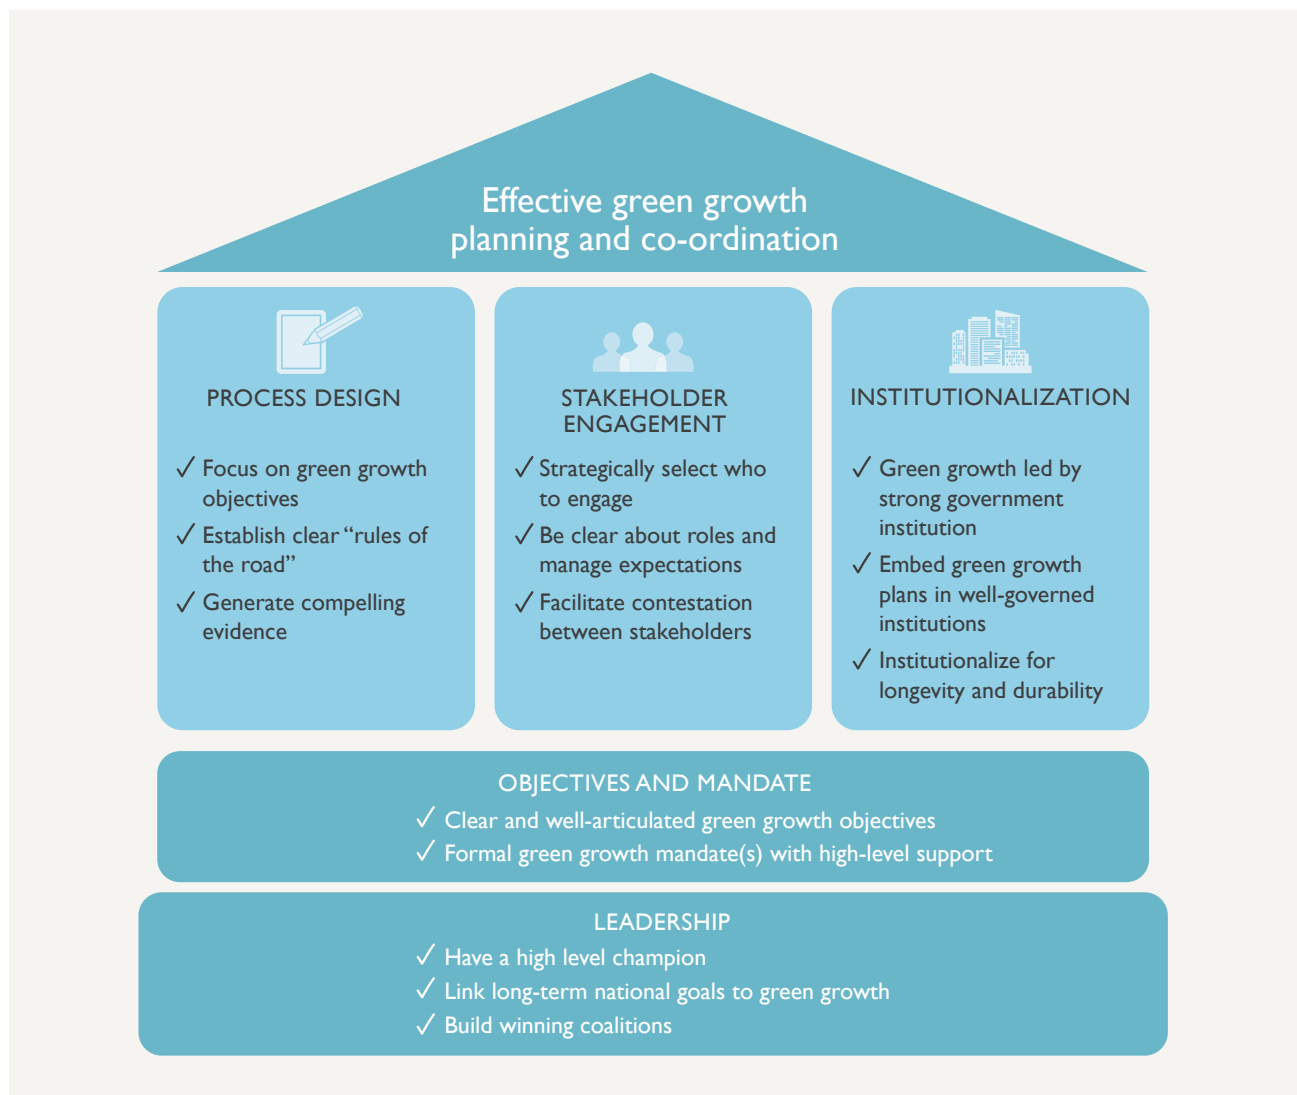 Effective green growth
planning and co-ordination
PROCESS DESIGN
✓ Focus on green growth
objectives
✓ Establish clear “rules of
the road”
✓ Generate compelling
evidence
STAKEHOLDER
ENGAGEMENT
✓ Strategically select who
to engage
✓ Be clear about roles and
manage expectations
✓ Facilitate contestation
between stakeholders
INSTITUTIONALIZATION
✓ Green growth led by
strong government
institution
✓ Embed green growth
plans in well-governed
institutions
✓ Institutionalize for
longevity and durability
OBJECTIVES AND MANDATE
✓ Clear and well-articulated green growth objectives
✓ Formal green growth mandate(s) with high-level support
LEADERSHIP
✓ Have a high level champion
✓ Link long-term national goals to green growth
✓ Build winning coalitions